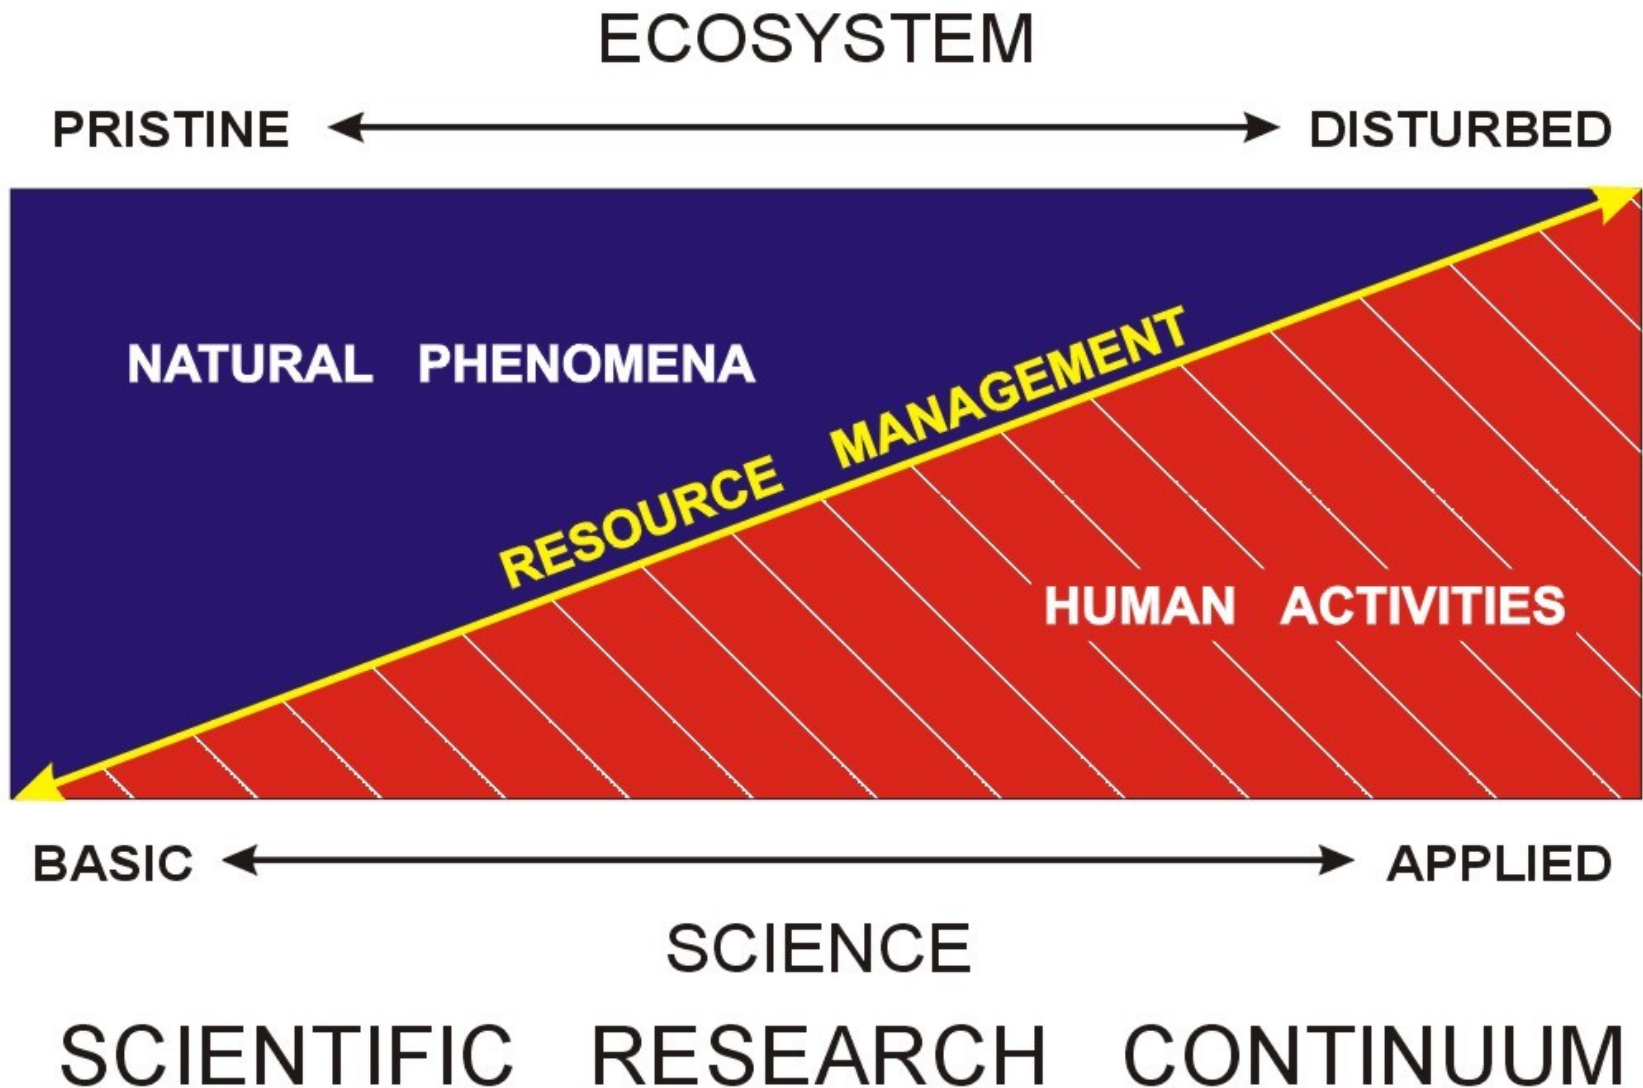 ECOSYSTEM
PRISTINE DISTURBED
NATURAL PHENOMENA
RESOURCE MANAGEMENT
HUMAN ACTIVITIES
BASIC APPLIED
SCIENCE
SCIENTIFIC RESEARCH CONTINUUM